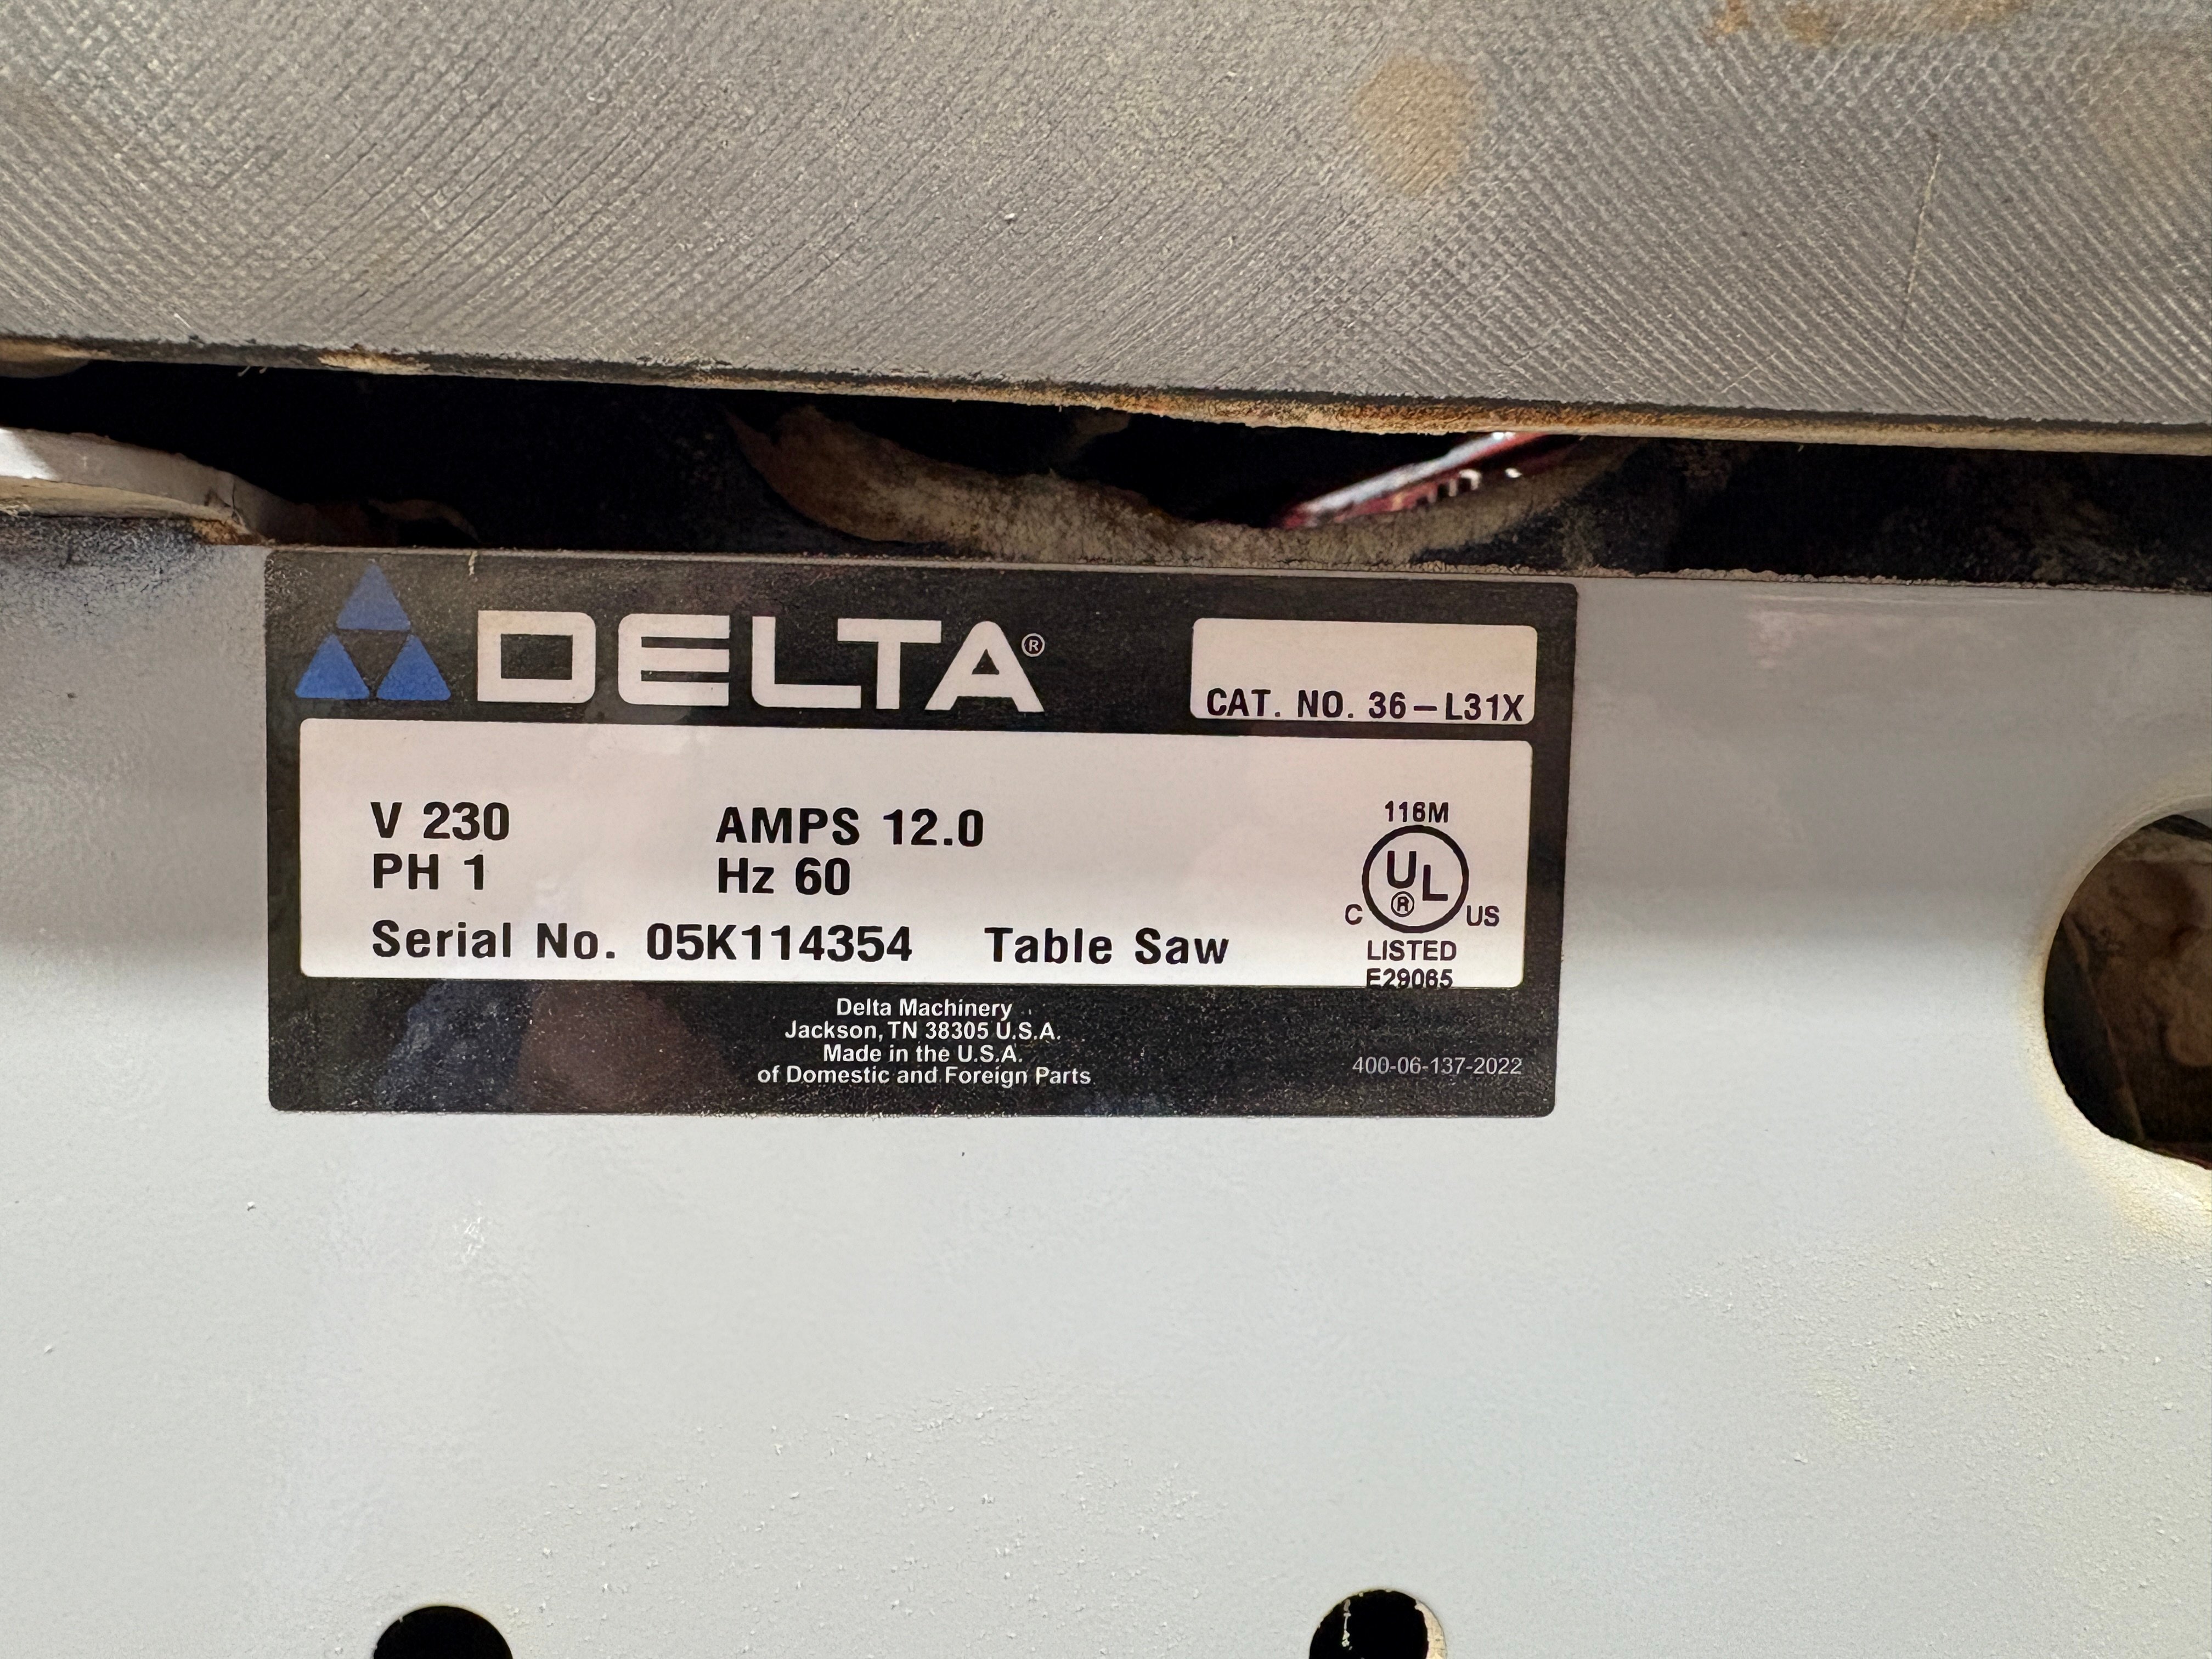 DELTA®
CAT. NO. 36-L31X
V 230 AMPS 12.0
PH 1 Hz 60
Serial No. 05K114354 Table Saw
116M
UL ®
C US
LISTED
E29065
Delta Machinery
Jackson, TN 38305 U.S.A.
Made in the U.S.A.
of Domestic and Foreign Parts
400-06-137-2022